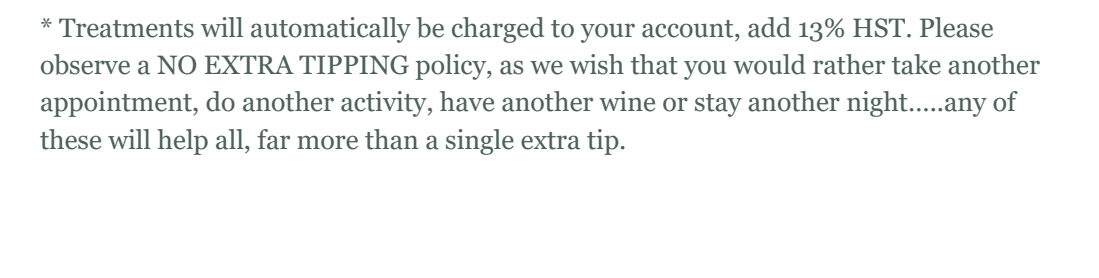 * Treatments will automatically be charged to your account, add 13% HST. Please
observe a NO EXTRA TIPPING policy, as we wish that you would rather take another
appointment, do another activity, have another wine or stay another night.....any of
these will help all, far more than a single extra tip.